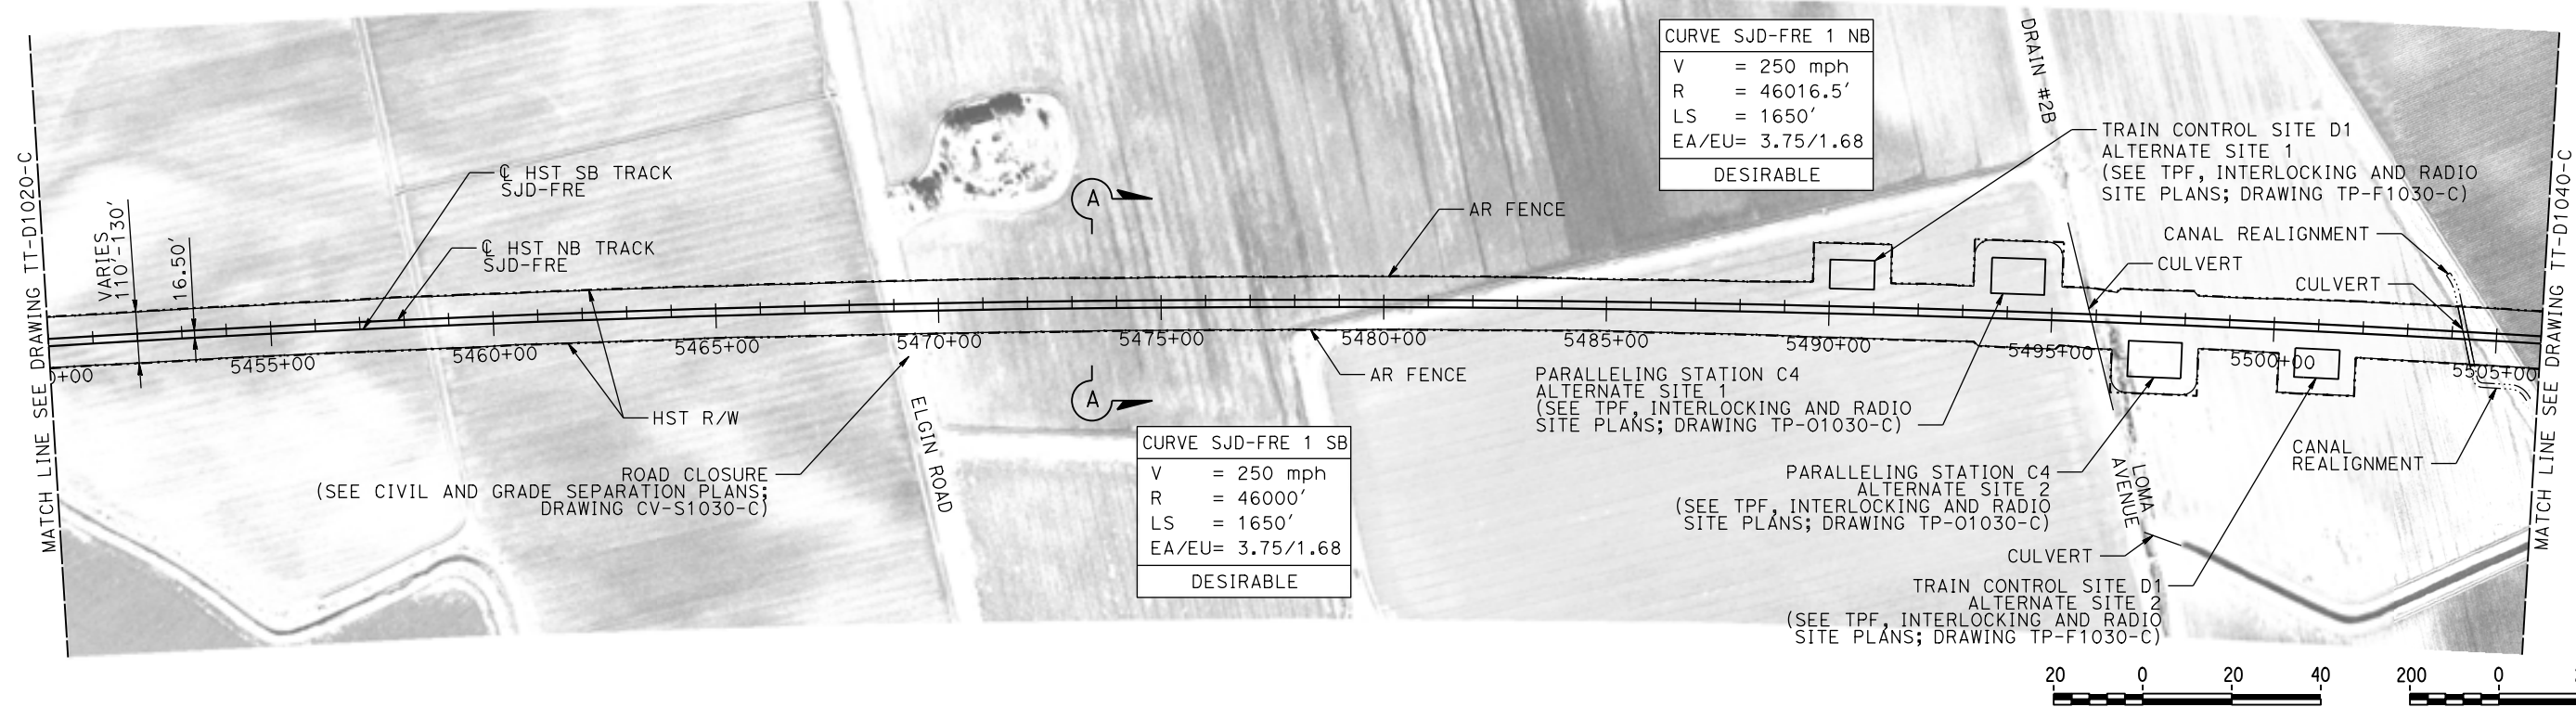 MATCH LINE SEE DRAWING TT-D1020-C
VARIES
110'-130'
16.50'
℄ HST SB TRACK
SJD-FRE
℄ HST NB TRACK
SJD-FRE
HST R/W
ROAD CLOSURE
(SEE CIVIL AND GRADE SEPARATION PLANS;
DRAWING CV-S1030-C)
ELGIN ROAD
A
A
CURVE SJD-FRE 1 SB
V = 250 mph
R = 46000'
LS = 1650'
EA/EU= 3.75/1.68
DESIRABLE
CURVE SJD-FRE 1 NB
V = 250 mph
R = 46016.5'
LS = 1650'
EA/EU= 3.75/1.68
DESIRABLE
AR FENCE
AR FENCE
0+00
5455+00
5460+00
5465+00
5470+00
5475+00
5480+00
5485+00
5490+00
5495+00
5500+00
5505+00
DRAIN #2B
TRAIN CONTROL SITE D1
ALTERNATE SITE 1
(SEE TPF, INTERLOCKING AND RADIO
SITE PLANS; DRAWING TP-F1030-C)
CANAL REALIGNMENT
CULVERT
CULVERT
PARALLELING STATION C4
ALTERNATE SITE 1
(SEE TPF, INTERLOCKING AND RADIO
SITE PLANS; DRAWING TP-O1030-C)
PARALLELING STATION C4
ALTERNATE SITE 2
(SEE TPF, INTERLOCKING AND RADIO
SITE PLANS; DRAWING TP-O1030-C)
LOMA
AVENUE
CANAL
REALIGNMENT
CULVERT
TRAIN CONTROL SITE D1
ALTERNATE SITE 2
(SEE TPF, INTERLOCKING AND RADIO
SITE PLANS; DRAWING TP-F1030-C)
MATCH LINE SEE DRAWING TT-D1040-C
20 0 20 40
200 0